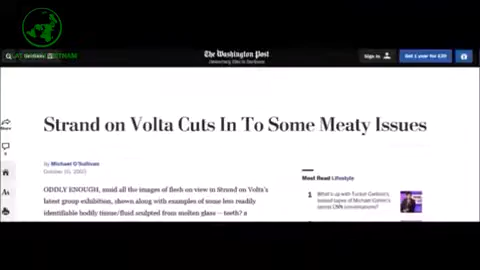 The Washington Post
Democracy Dies in Darkness
Sign in
Get 1 year for $29
Strand on Volta Cuts In To Some Meaty Issues
Share
by Michael O'Sullivan
October 10, 2003
ODDLY ENOUGH, amid all the images of flesh on view in Strand on Volta's
latest group exhibition, shown along with examples of some less readily
identifiable bodily tissue/fluid sculpted from molten glass -- teeth? a
Most Read Lifestyle
1
What is up with Tucker Carlson's
Cohen's
CNN conversations?